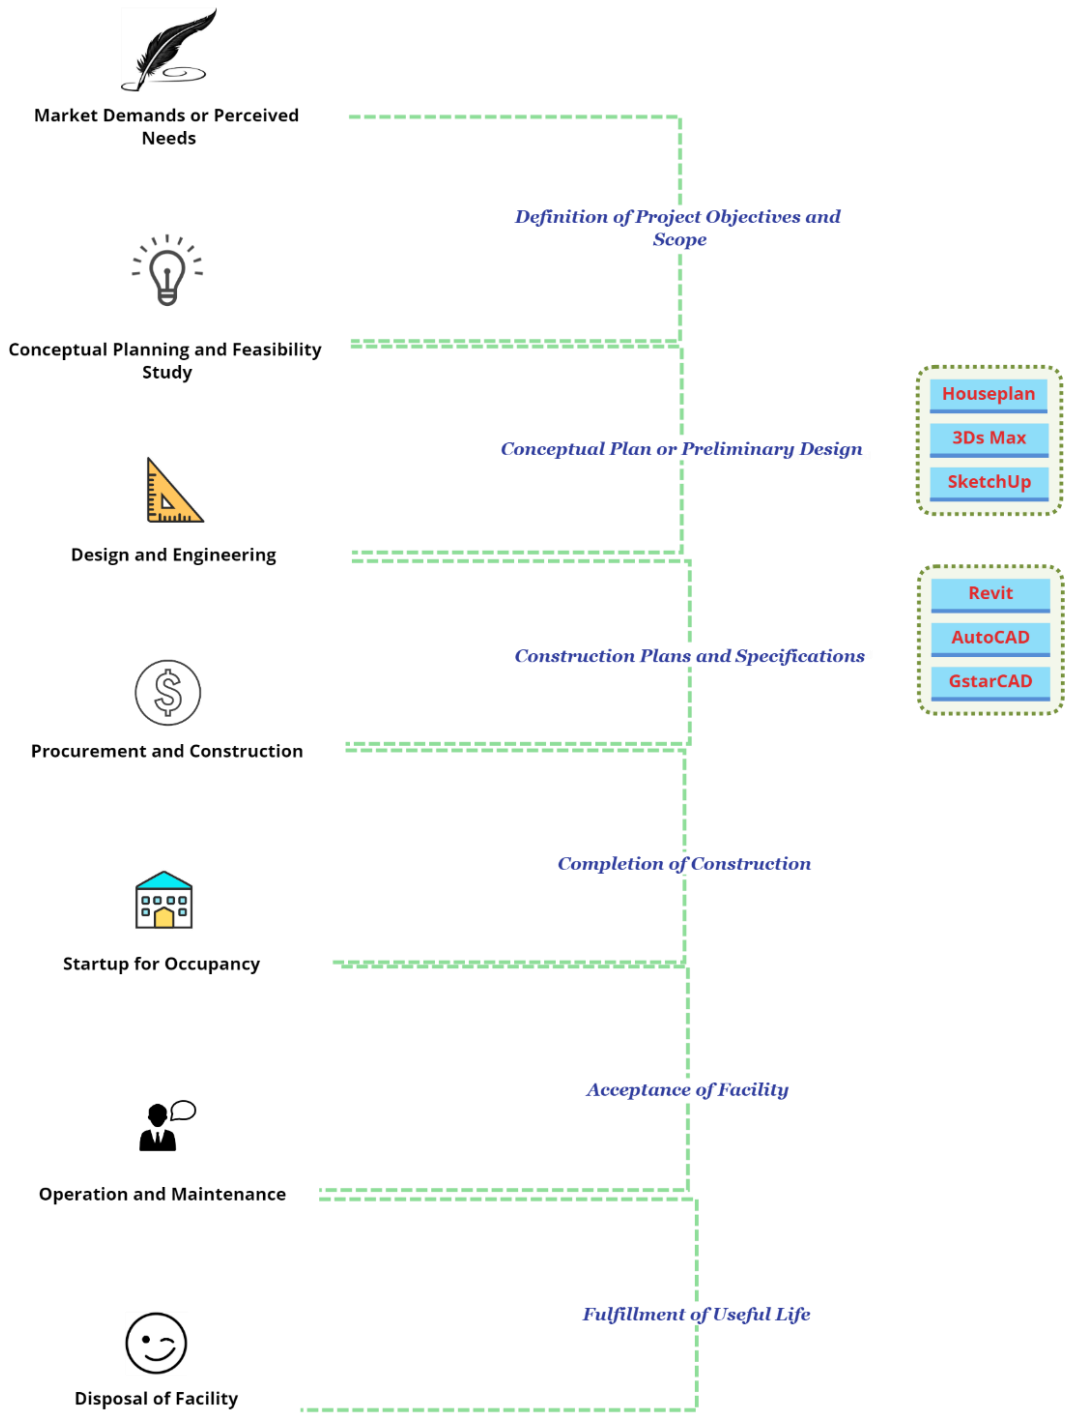 Market Demands or Perceived
Needs
Definition of Project Objectives and
Scope
Conceptual Planning and Feasibility
Study
Houseplan
3Ds Max
SketchUp
Conceptual Plan or Preliminary Design
Design and Engineering
Revit
AutoCAD
GstarCAD
Construction Plans and Specifications
$
Procurement and Construction
Completion of Construction
Startup for Occupancy
Acceptance of Facility
Operation and Maintenance
Fulfillment of Useful Life
Disposal of Facility